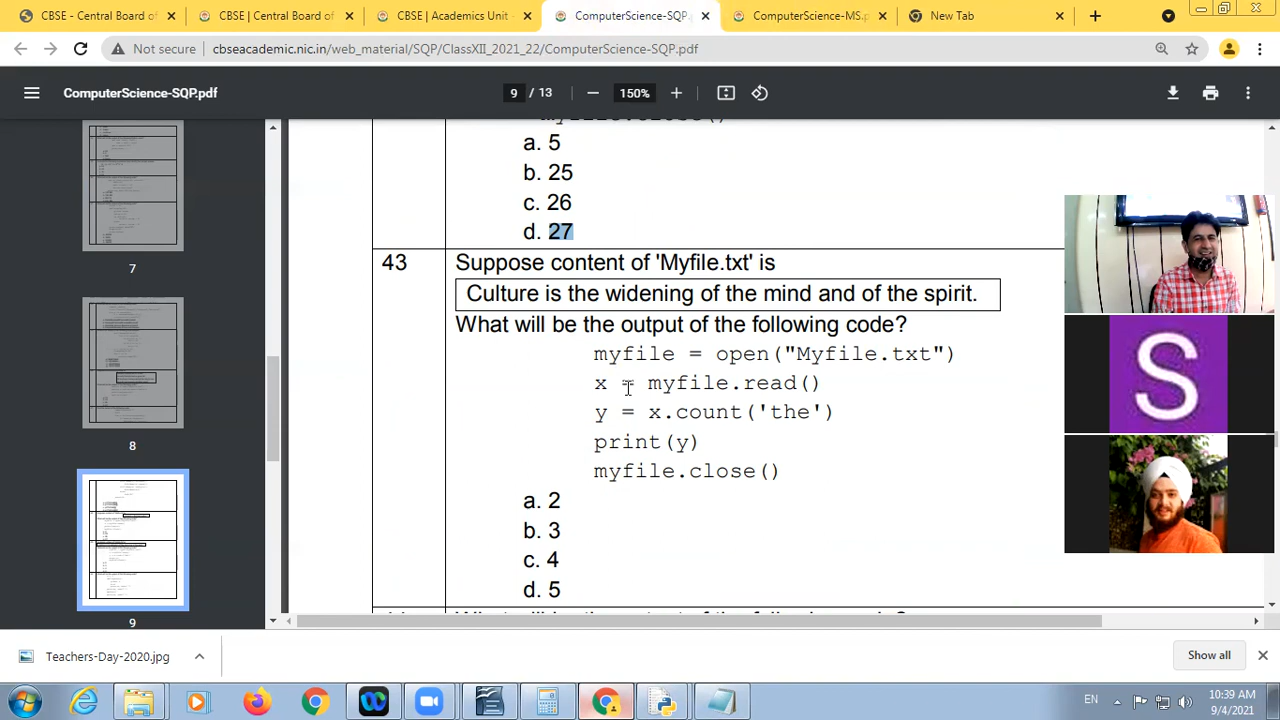 CBSE - Central Board of
CBSE | Central Board of
CBSE | Academics Unit -
ComputerScience-SQP.
ComputerScience-MS.p
New Tab
Not secure
cbseacademic.nic.in/web_material/SQP/ClassXII_2021_22/ComputerScience-SQP.pdf
ComputerScience-SQP.pdf
9 / 13
150%
7
8
9
myfile.close()
a. 5
b. 25
c. 26
d. 27
43
Suppose content of 'Myfile.txt' is
Culture is the widening of the mind and of the spirit.
What will be the output of the following code?
myfile = open("Myfile.txt")
x = myfile.read()
y = x.count('the')
print(y)
myfile.close()
a. 2
b. 3
c. 4
d. 5
S
Teachers-Day-2020.jpg
Show all
EN
10:39 AM
9/4/2021